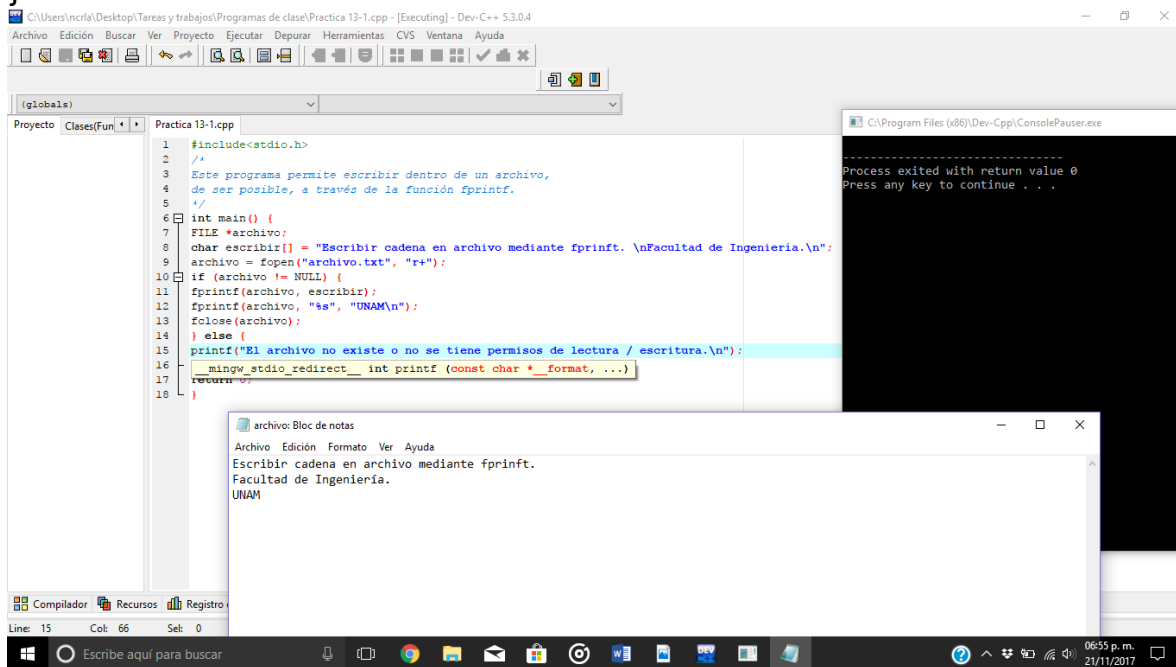 C:\Users\ncrla\Desktop\Tareas y trabajos\Programas de clase\Practica 13-1.cpp - [Executing] - Dev-C++ 5.3.0.4
Archivo Edición Buscar Ver Proyecto Ejecutar Depurar Herramientas CVS Ventana Ayuda
(globals)
Proyecto Clases(Fun
Practica 13-1.cpp
1 #include<stdio.h>
2 /*
3 Este programa permite escribir dentro de un archivo,
4 de ser posible, a través de la función fprintf.
5 */
6 int main() {
7 FILE *archivo;
8 char escribir[] = "Escribir cadena en archivo mediante fprinft. \nFacultad de Ingeniería.\n";
9 archivo = fopen("archivo.txt", "r+");
10 if (archivo != NULL) {
11 fprintf(archivo, escribir);
12 fprintf(archivo, "%s", "UNAM\n");
13 fclose(archivo);
14 } else {
15 printf("El archivo no existe o no se tiene permisos de lectura / escritura.\n");
16 __mingw_stdio_redirect__ int printf (const char *__format, ...)
17 return 0;
18 }
C:\Program Files (x86)\Dev-Cpp\ConsolePauser.exe
--------------------------------
Process exited with return value 0
Press any key to continue . . .
archivo: Bloc de notas
Archivo Edición Formato Ver Ayuda
Escribir cadena en archivo mediante fprinft.
Facultad de Ingeniería.
UNAM
Compilador Recursos Registro
Line: 15 Col: 66 Sel: 0
Escribe aquí para buscar
DEV
06:55 p. m.
21/11/2017